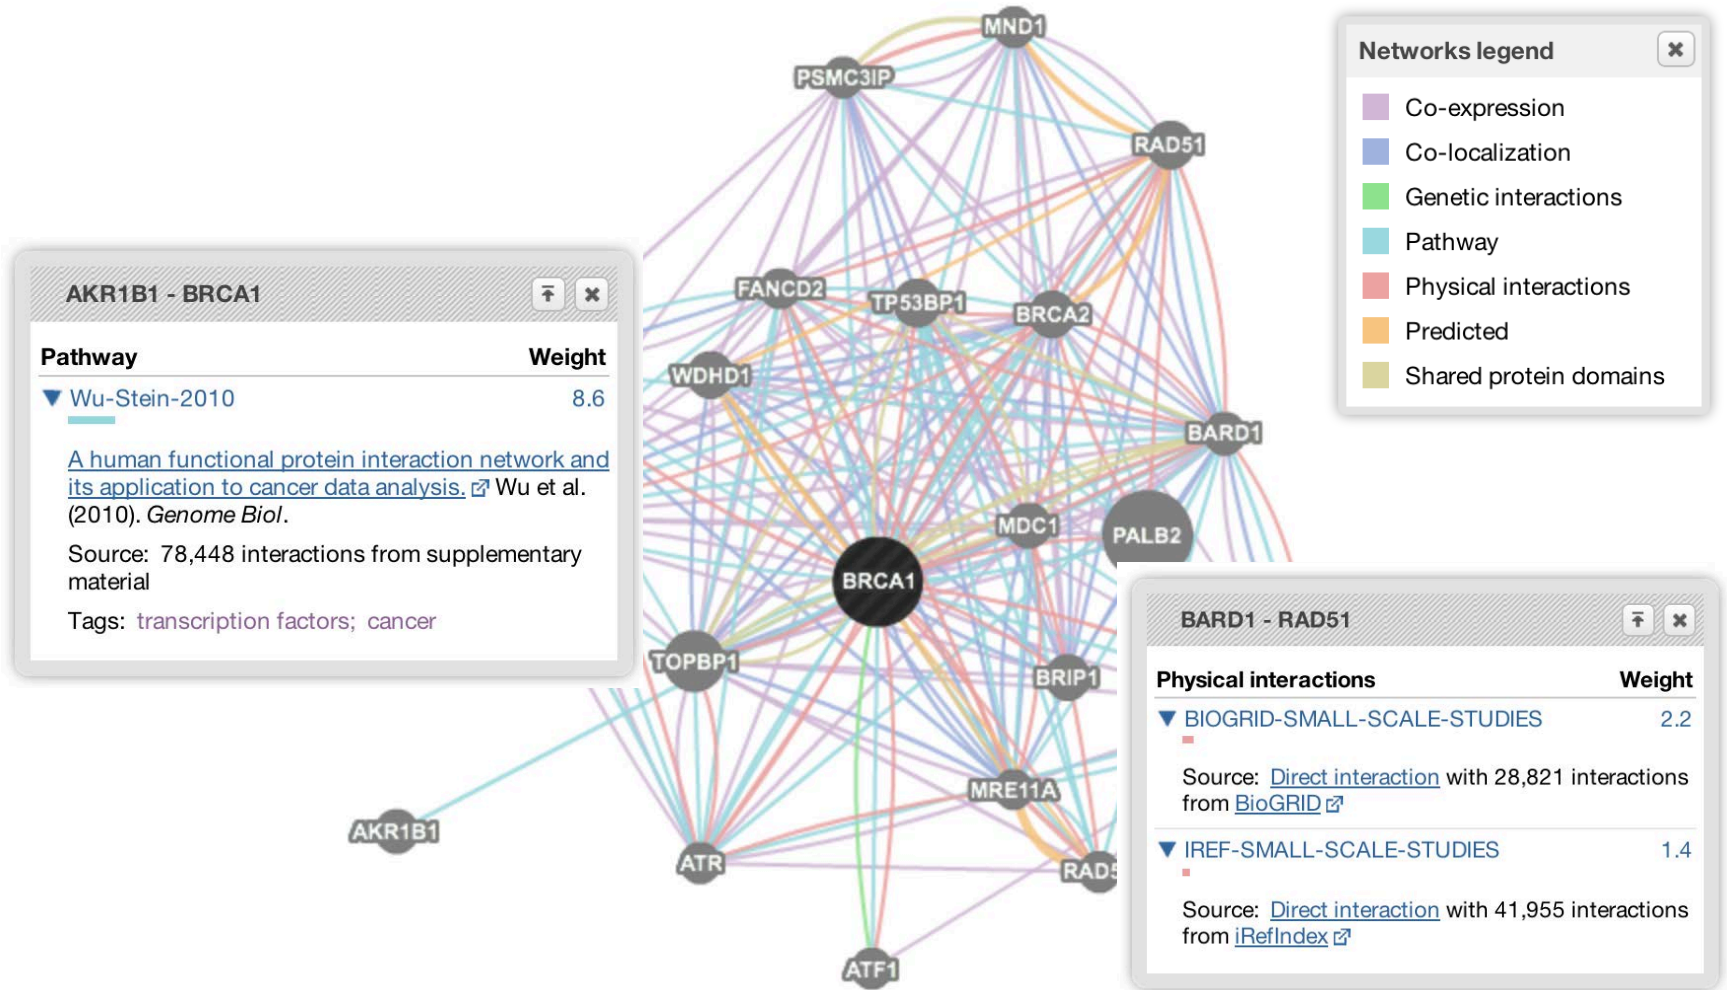 MND1
PSMC3IP
RAD51
Networks legend
Co-expression
Co-localization
Genetic interactions
Pathway
Physical interactions
Predicted
Shared protein domains
AKR1B1 - BRCA1
Pathway Weight
Wu-Stein-2010 8.6
A human functional protein interaction network and
its application to cancer data analysis. Wu et al.
(2010). Genome Biol.
Source: 78,448 interactions from supplementary
material
Tags: transcription factors; cancer
FANCD2
TP53BP1
BRCA2
WDHD1
BARD1
MDC1
PALB2
BRCA1
TOPBP1
BRIP1
MRE11A
AKR1B1
ATR
RAD5
ATF1
BARD1 - RAD51
Physical interactions Weight
BIOGRID-SMALL-SCALE-STUDIES 2.2
Source: Direct interaction with 28,821 interactions
from BioGRID
IREF-SMALL-SCALE-STUDIES 1.4
Source: Direct interaction with 41,955 interactions
from iRefIndex